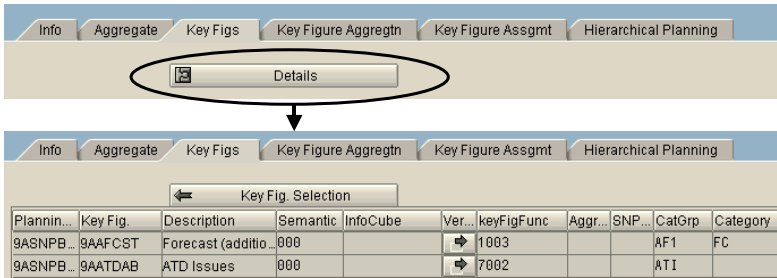 Info Aggregate Key Figs Key Figure Aggregtn Key Figure Assgmt Hierarchical Planning
Details
Info Aggregate Key Figs Key Figure Aggregtn Key Figure Assgmt Hierarchical Planning
Key Fig. Selection
Plannin... Key Fig. Description Semantic InfoCube Ver... keyFigFunc Aggr... SNP... CatGrp Category
9ASNPB... 9AAFCST Forecast (additio... 000 1003 AF1 FC
9ASNPB... 9AATDAB ATD Issues 000 7002 ATI